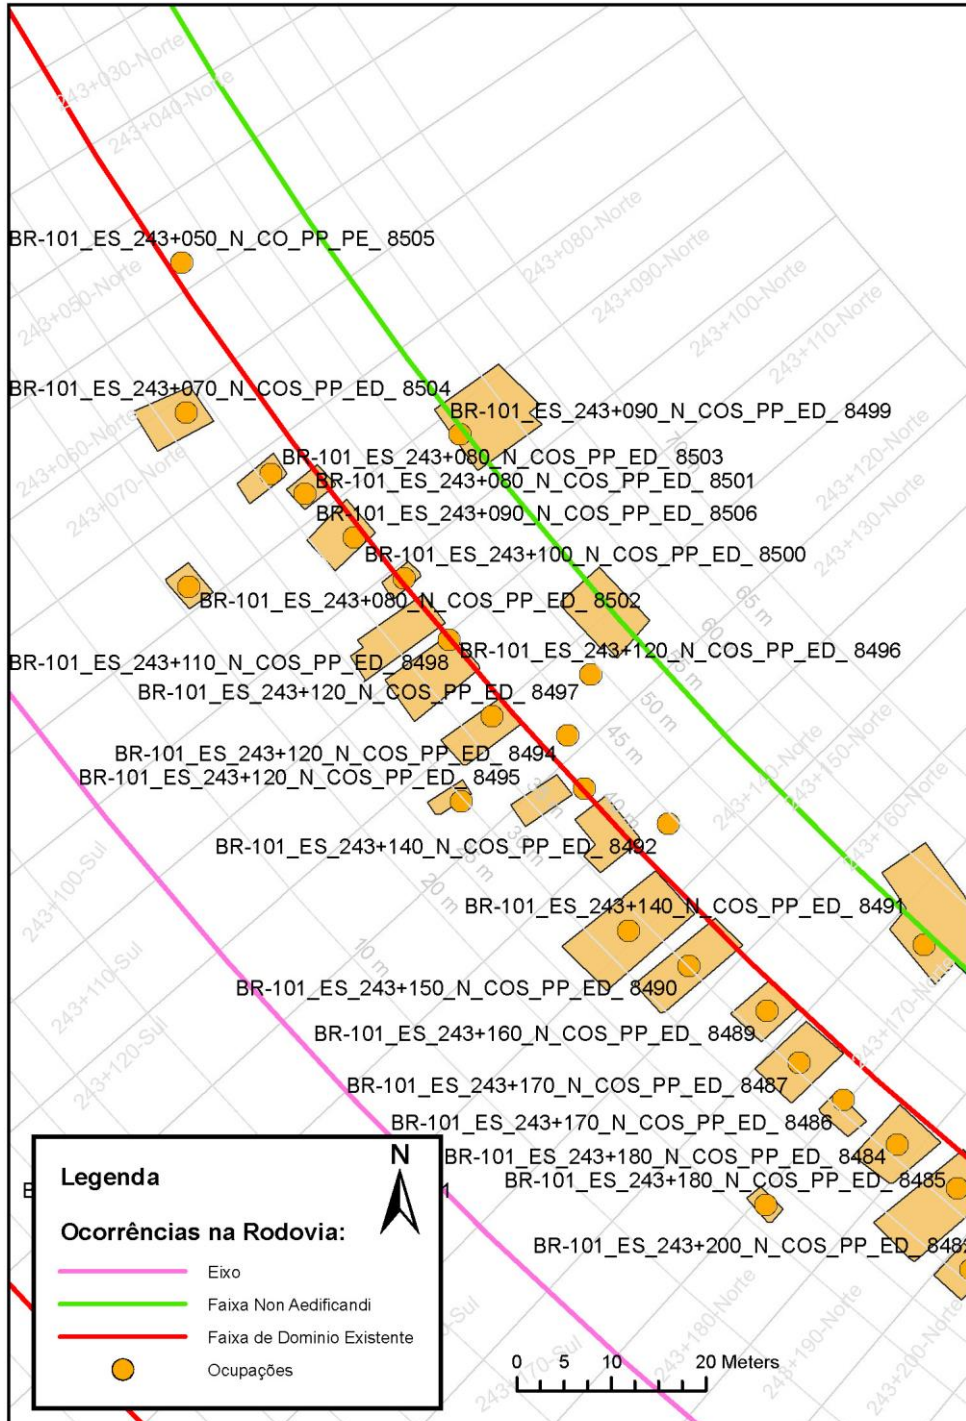 243+030-Norte
243+040-Norte
BR-101_ES_243+050_N_CO_PP_PE_ 8505
243+050-Norte
243+080-Norte
243+090-Norte
243+100-Norte
243+110-Norte
BR-101_ES_243+070_N_COS_PP_ED_ 8504
BR-101_ES_243+090_N_COS_PP_ED_ 8499
243+060-Norte
243+070-Norte
70 m
243+120-Norte
243+130-Norte
BR-101_ES_243+080_N_COS_PP_ED_ 8503
BR-101_ES_243+080_N_COS_PP_ED_ 8501
BR-101_ES_243+090_N_COS_PP_ED_ 8506
BR-101_ES_243+100_N_COS_PP_ED_ 8500
BR-101_ES_243+080_N_COS_PP_ED_ 8502
65 m
60
BR-101_ES_243+120_N_COS_PP_ED_ 8496
BR-101_ES_243+110_N_COS_PP_ED_ 8498
BR-101_ES_243+120_N_COS_PP_ED_ 8497
50 m
45 m
243+140-Norte
243+150-Norte
243+160-Norte
BR-101_ES_243+120_N_COS_PP_ED_ 8494
BR-101_ES_243+120_N_COS_PP_ED_ 8495
40 m
30 m
BR-101_ES_243+140_N_COS_PP_ED_ 8492
20 m
243+100-Sul
BR-101_ES_243+140_N_COS_PP_ED_ 8491
10 m
243+110-Sul
BR-101_ES_243+150_N_COS_PP_ED_ 8490
243+170-Norte
BR-101_ES_243+160_N_COS_PP_ED_ 8489
243+120-Sul
BR-101_ES_243+170_N_COS_PP_ED_ 8487
BR-101_ES_243+170_N_COS_PP_ED_ 8486
BR-101_ES_243+180_N_COS_PP_ED_ 8484
BR-101_ES_243+180_N_COS_PP_ED_ 8485
BR-101_ES_243+200_N_COS_PP_ED_
243+180-Norte
243+190-Norte
243+200-Norte
N
Legenda
Ocorrências na Rodovia:
Eixo
Faixa Non Aedificandi
Faixa de Dominio Existente
Ocupações
0 5 10 20 Meters